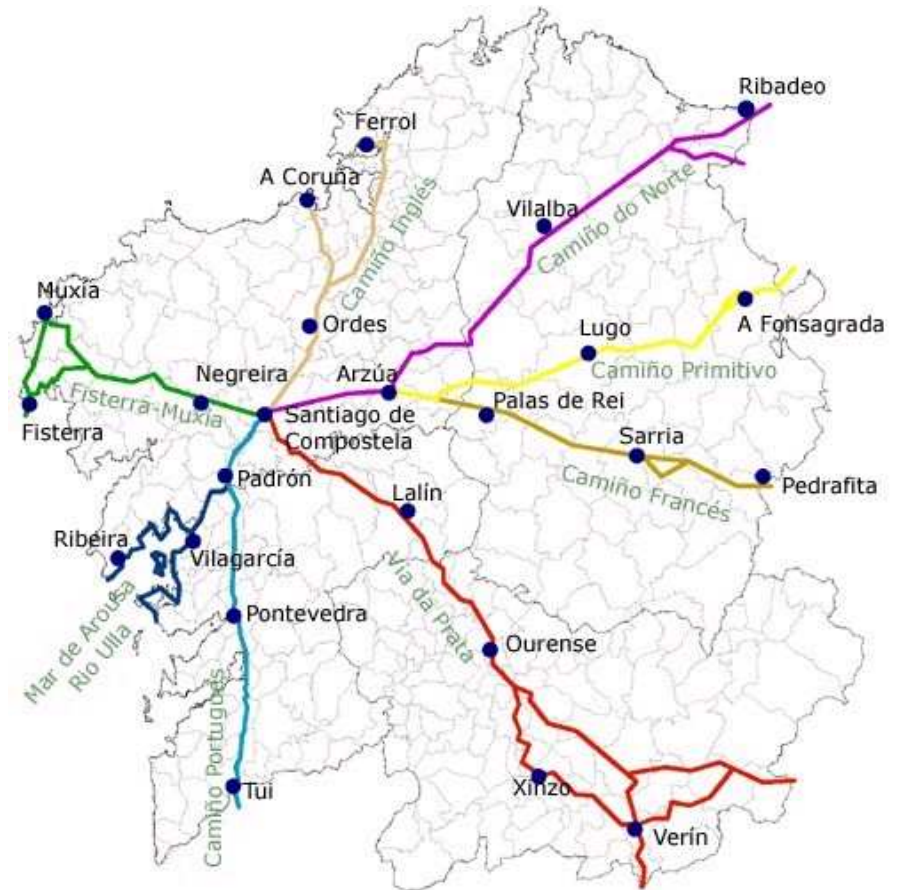 Ribadeo
Ferrol
A Coruña
Camiño Inglés
Vilalba
Camiño do Norte
Muxía
Ordes
Lugo
A Fonsagrada
Negreira
Arzúa
Camiño Primitivo
Fisterra-Muxía
Santiago de
Compostela
Palas de Rei
Fisterra
Sarria
Padrón
Lalín
Camiño Francés
Pedrafita
Ribeira
Vilagarcía
Vía da Prata
Mar de Arousa
Rio Ulla
Pontevedra
Ourense
Camiño Portugués
Tui
Xinzo
Verín